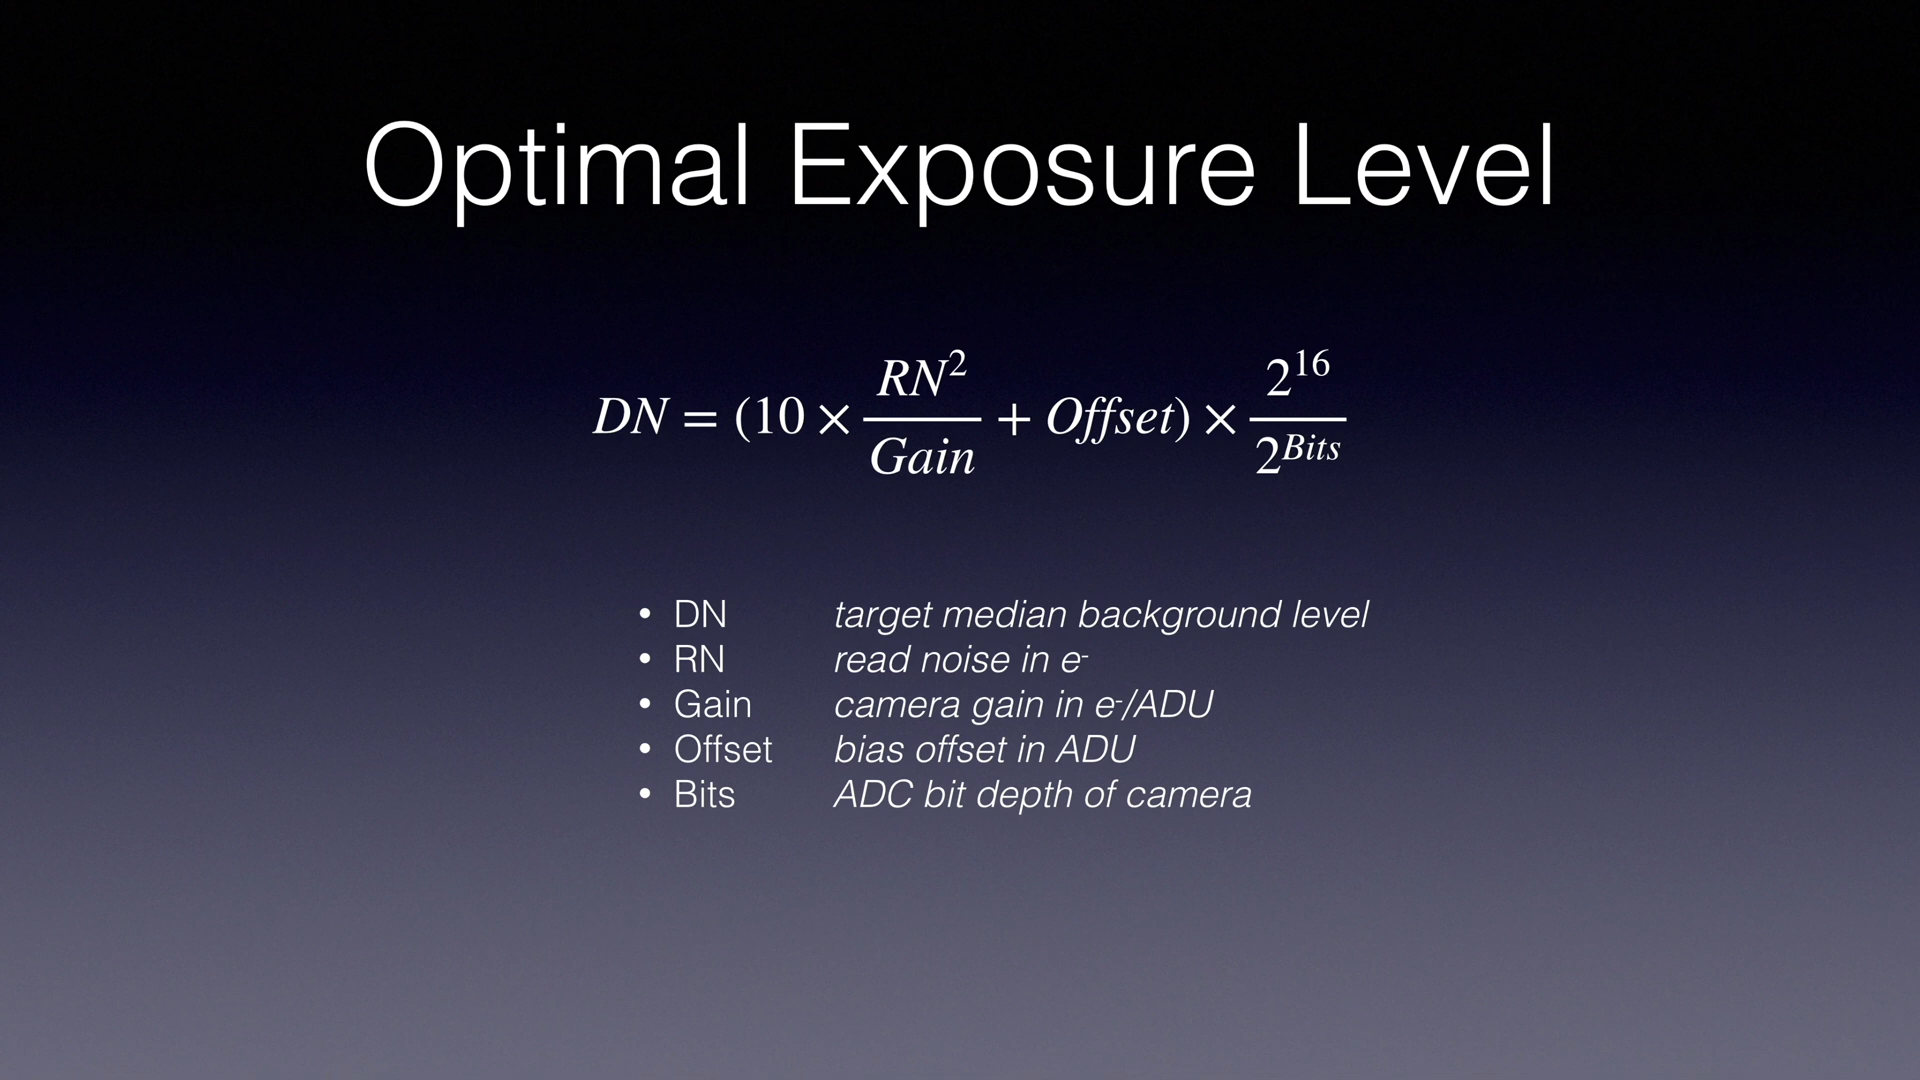 Optimal Exposure Level
DN = (10 × RN²/Gain + Offset) × 2¹⁶/2^Bits
• DN target median background level
• RN read noise in e⁻
• Gain camera gain in e⁻/ADU
• Offset bias offset in ADU
• Bits ADC bit depth of camera